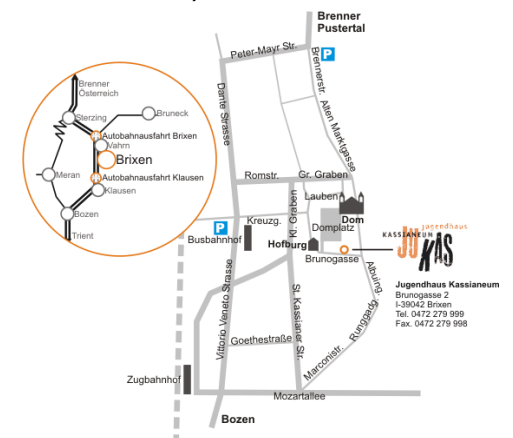 Brenner
Pustertal
Peter-Mayr Str.
P
Brennerstr.
Dante Strasse
Alten Marktgasse
Brenner
Österreich
Sterzing
Bruneck
Autobahnausfahrt Brixen
Vahrn
Brixen
Meran
Autobahnausfahrt Klausen
Klausen
Bozen
Trient
Romstr.
Gr. Graben
Lauben
Kl. Graben
Dom
Kreuzg.
Domplatz
P
Busbahnhof
Hofburg
Brunogasse
jugendhaus
KASSIANEUM
JUKAS
Albuing.
Jugendhaus Kassianeum
Brunogasse 2
I-39042 Brixen
Tel. 0472 279 999
Fax. 0472 279 998
Vittorio Veneto Strasse
St. Kassianer Str.
Runggadg.
Goethestraße
Marconistr.
Zugbahnhof
Mozartallee
Bozen